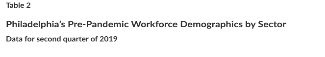 Table 2
Philadelphia's Pre-Pandemic Workforce Demographics by Sector
Data for second quarter of 2019